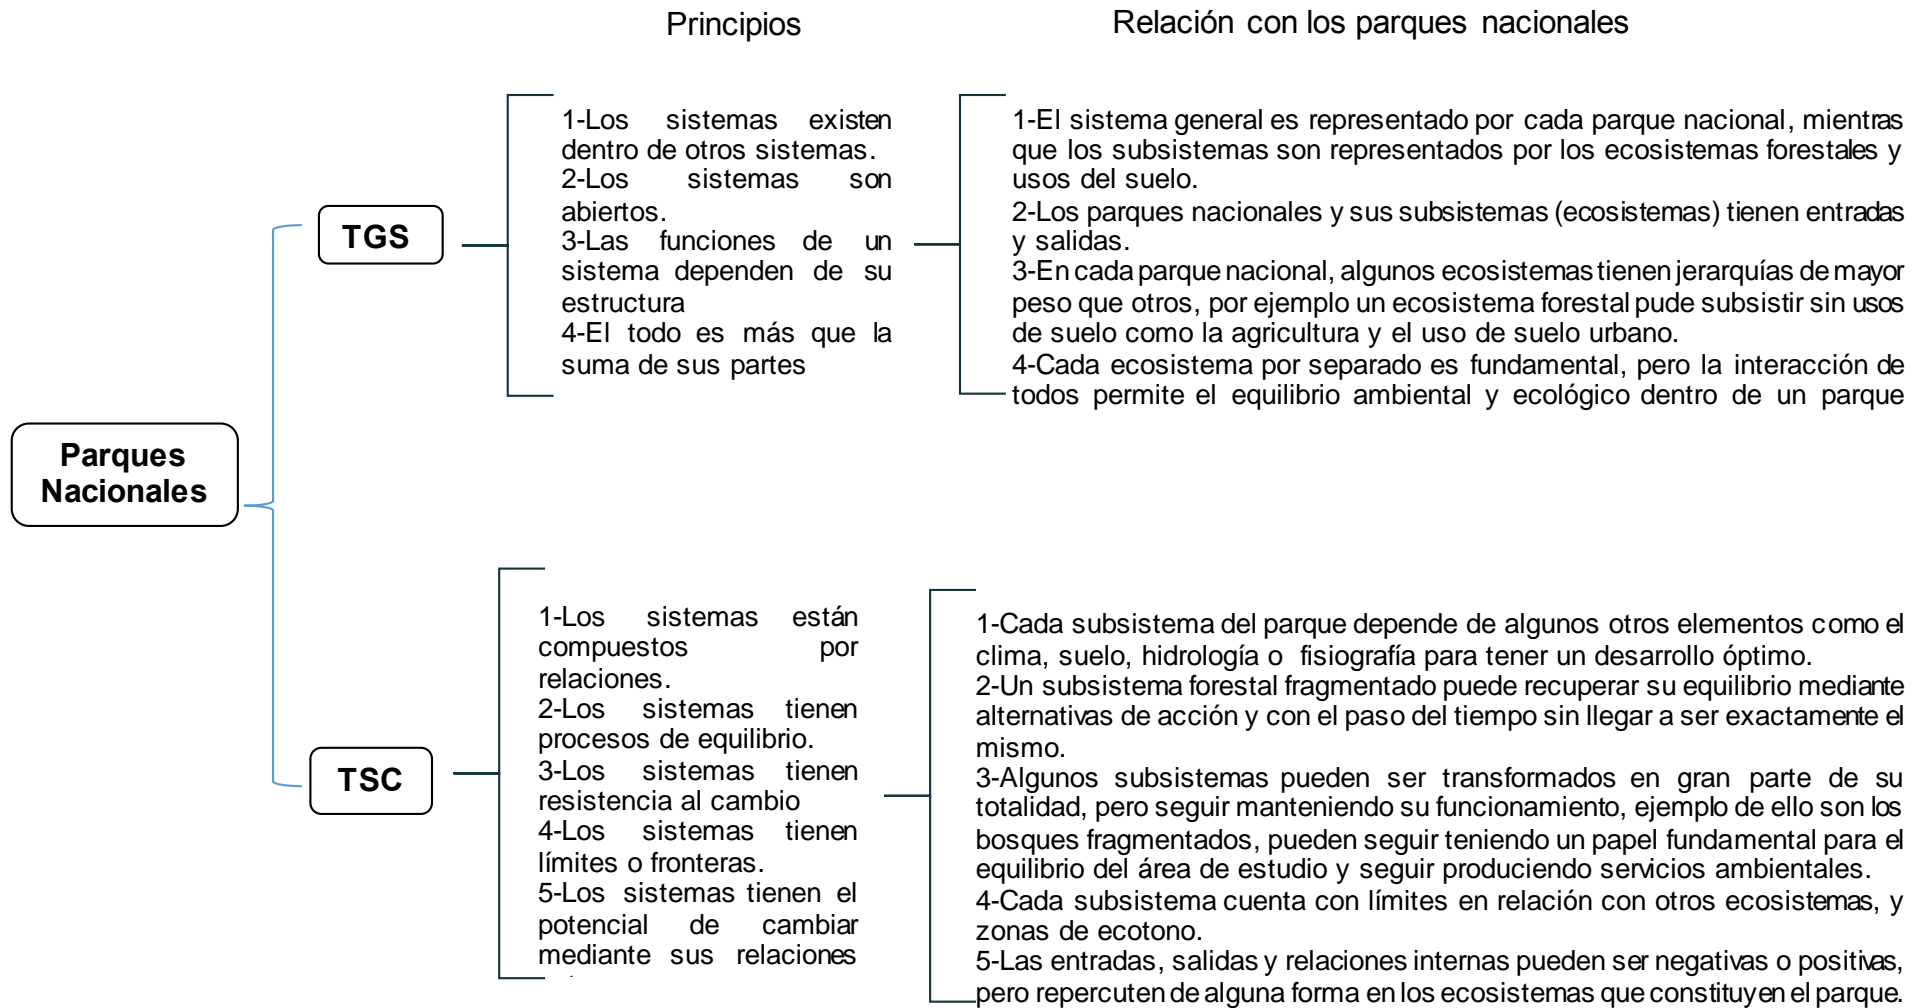 Principios
Relación con los parques nacionales
Parques
Nacionales
TGS
1-Los sistemas existen
dentro de otros sistemas.
2-Los sistemas son
abiertos.
3-Las funciones de un
sistema dependen de su
estructura
4-El todo es más que la
suma de sus partes
1-El sistema general es representado por cada parque nacional, mientras
que los subsistemas son representados por los ecosistemas forestales y
usos del suelo.
2-Los parques nacionales y sus subsistemas (ecosistemas) tienen entradas
y salidas.
3-En cada parque nacional, algunos ecosistemas tienen jerarquías de mayor
peso que otros, por ejemplo un ecosistema forestal pude subsistir sin usos
de suelo como la agricultura y el uso de suelo urbano.
4-Cada ecosistema por separado es fundamental, pero la interacción de
todos permite el equilibrio ambiental y ecológico dentro de un parque
TSC
1-Los sistemas están
compuestos por
relaciones.
2-Los sistemas tienen
procesos de equilibrio.
3-Los sistemas tienen
resistencia al cambio
4-Los sistemas tienen
límites o fronteras.
5-Los sistemas tienen el
potencial de cambiar
mediante sus relaciones
1-Cada subsistema del parque depende de algunos otros elementos como el
clima, suelo, hidrología o fisiografía para tener un desarrollo óptimo.
2-Un subsistema forestal fragmentado puede recuperar su equilibrio mediante
alternativas de acción y con el paso del tiempo sin llegar a ser exactamente el
mismo.
3-Algunos subsistemas pueden ser transformados en gran parte de su
totalidad, pero seguir manteniendo su funcionamiento, ejemplo de ello son los
bosques fragmentados, pueden seguir teniendo un papel fundamental para el
equilibrio del área de estudio y seguir produciendo servicios ambientales.
4-Cada subsistema cuenta con límites en relación con otros ecosistemas, y
zonas de ecotono.
5-Las entradas, salidas y relaciones internas pueden ser negativas o positivas,
pero repercuten de alguna forma en los ecosistemas que constituyen el parque.